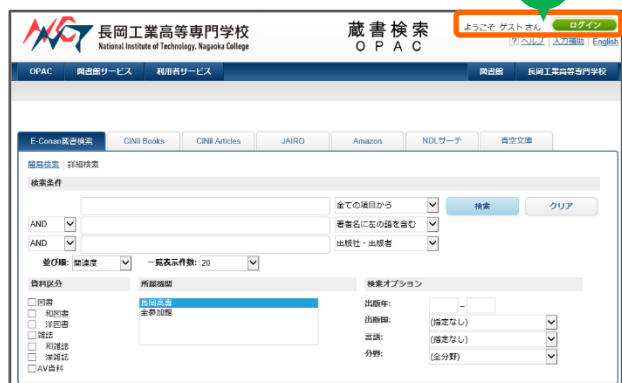 長岡工業高等専門学校
National Institute of Technology, Nagaoka College
蔵書検索
OPAC
ようこそ ゲスト さん ログイン
? ヘルプ 入力補助 English
OPAC 図書館サービス 利用者サービス 図書館 長岡工業高等専門学校
E-Conan蔵書検索 CiNii Books CiNii Articles JAIRO Amazon NDLサーチ 青空文庫
簡易検索 詳細検索
検索条件
全ての項目から 検索 クリア
AND 著者名に左の語を含む
AND 出版社・出版者
並び順: 関連度 一覧表示件数: 20
資料区分 所蔵機関 検索オプション
図書 長岡高専 出版年: –
和図書 全参加館
洋図書 出版国: (指定なし)
雑誌 言語: (指定なし)
和雑誌 分野: (全分野)
洋雑誌
AV資料